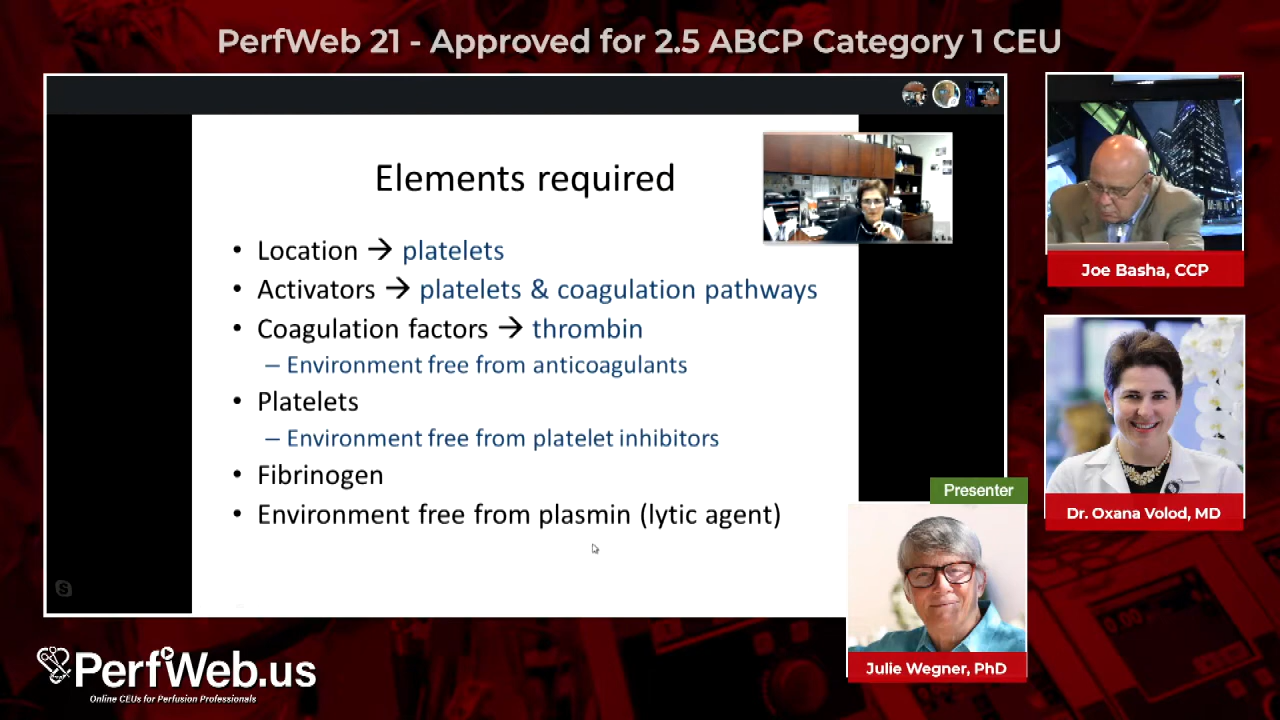 PerfWeb 21 - Approved for 2.5 ABCP Category 1 CEU
Elements required
• Location → platelets
• Activators → platelets & coagulation pathways
• Coagulation factors → thrombin
– Environment free from anticoagulants
• Platelets
– Environment free from platelet inhibitors
• Fibrinogen
• Environment free from plasmin (lytic agent)
Joe Basha, CCP
Dr. Oxana Volod, MD
Presenter
Julie Wegner, PhD
PerfWeb.us
Online CEUs for Perfusion Professionals